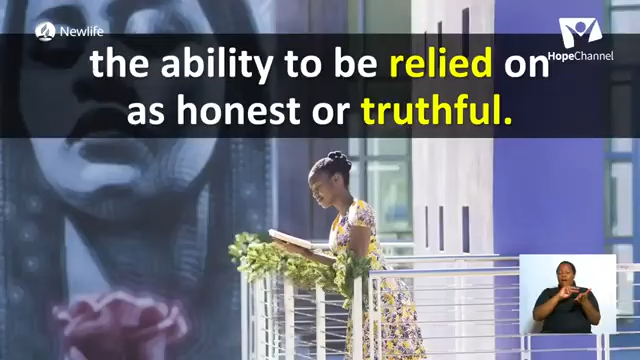 Newlife
HopeChannel
the ability to be relied on
as honest or truthful.